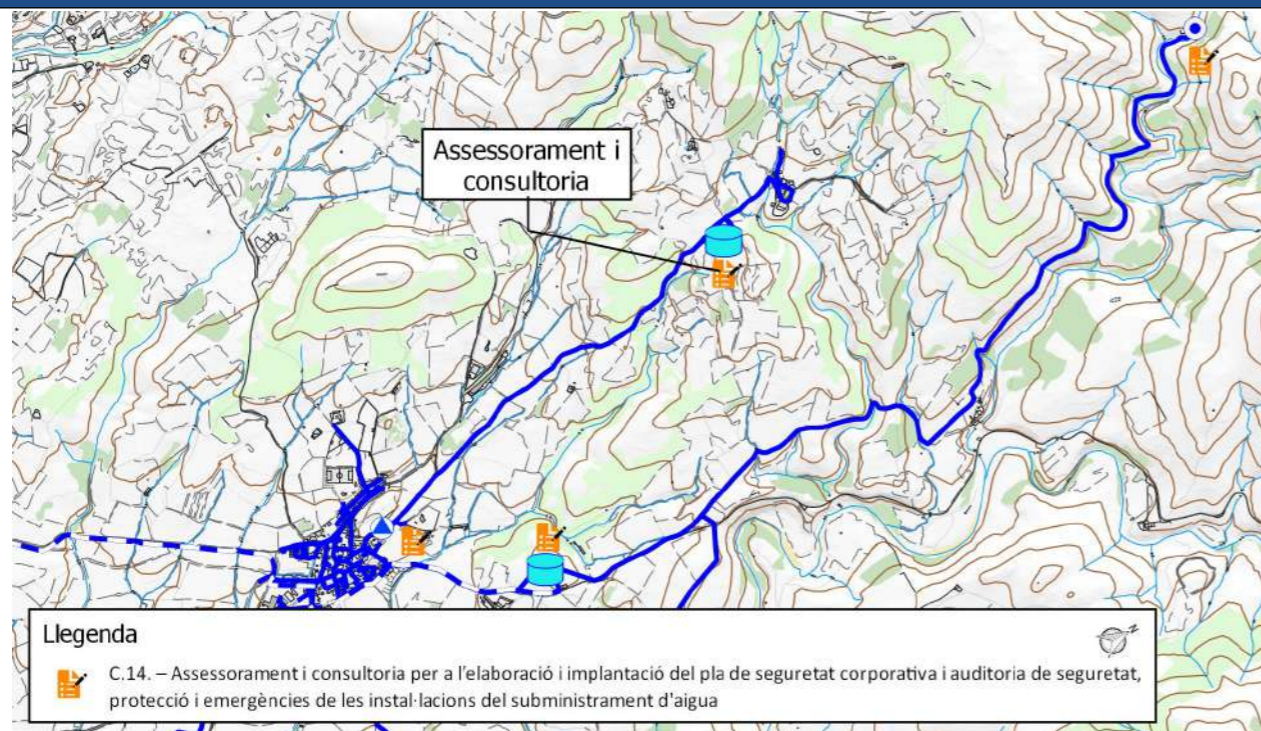 Assessorament i
consultoria
Llegenda
N
C.14. – Assessorament i consultoria per a l'elaboració i implantació del pla de seguretat corporativa i auditoria de seguretat,
protecció i emergències de les instal·lacions del subministrament d'aigua